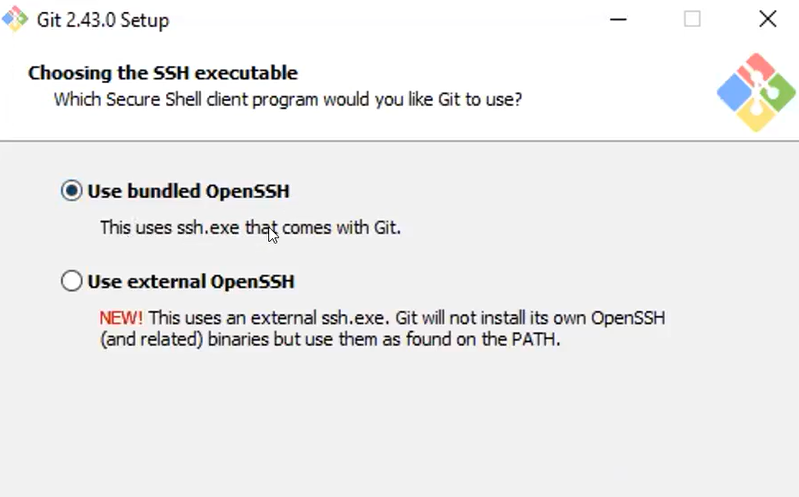 Git 2.43.0 Setup
Choosing the SSH executable
Which Secure Shell client program would you like Git to use?
Use bundled OpenSSH
This uses ssh.exe that comes with Git.
Use external OpenSSH
NEW! This uses an external ssh.exe. Git will not install its own OpenSSH
(and related) binaries but use them as found on the PATH.